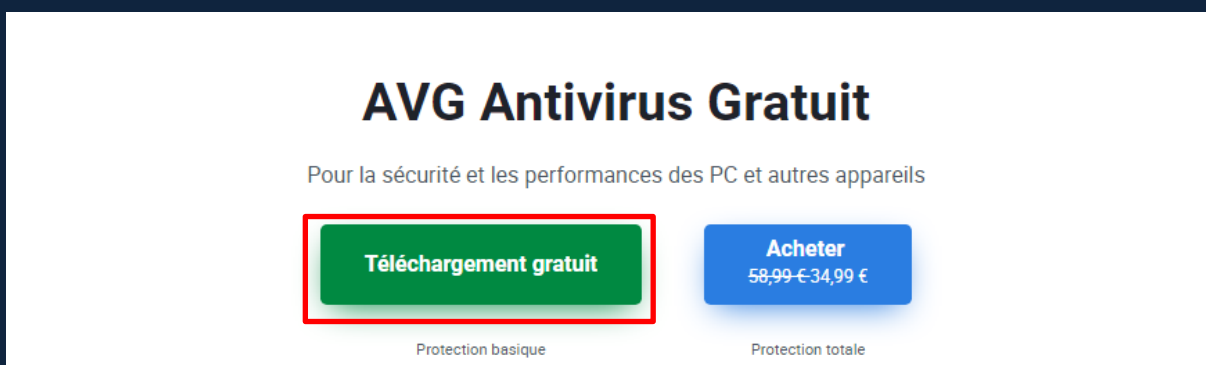 AVG Antivirus Gratuit
Pour la sécurité et les performances des PC et autres appareils
Téléchargement gratuit
Acheter
58,99 € 34,99 €
Protection basique
Protection totale